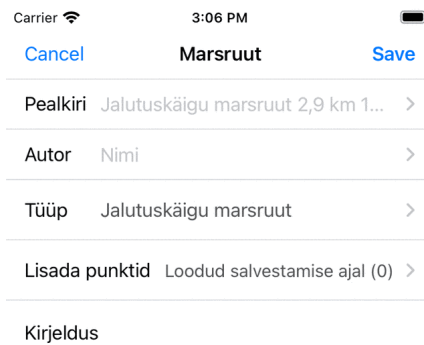 Carrier 3:06 PM
Cancel Marsruut Save
Pealkiri Jalutuskäigu marsruut 2,9 km 1...
Autor Nimi
Tüüp Jalutuskäigu marsruut
Lisada punktid Loodud salvestamise ajal (0)
Kirjeldus